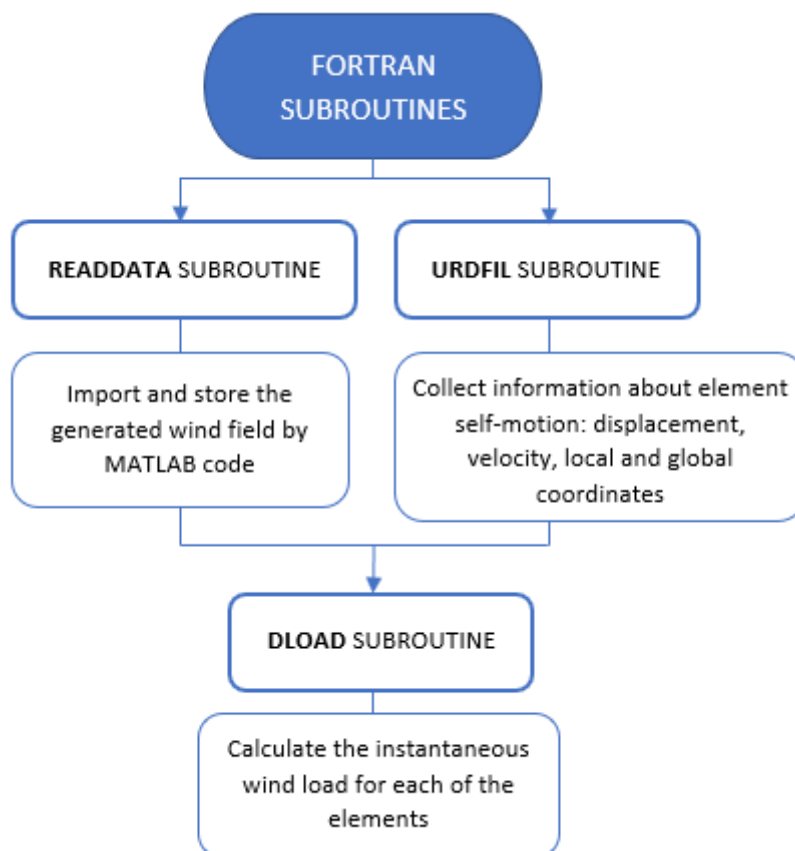 FORTRAN
SUBROUTINES
READDATA SUBROUTINE
URDFIL SUBROUTINE
Import and store the
generated wind field by
MATLAB code
Collect information about element
self-motion: displacement,
velocity, local and global
coordinates
DLOAD SUBROUTINE
Calculate the instantaneous
wind load for each of the
elements